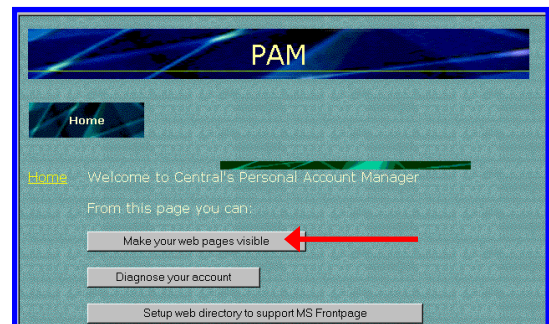 PAM
Home
Home Welcome to Central's Personal Account Manager
From this page you can:
Make your web pages visible
Diagnose your account
Setup web directory to support MS Frontpage